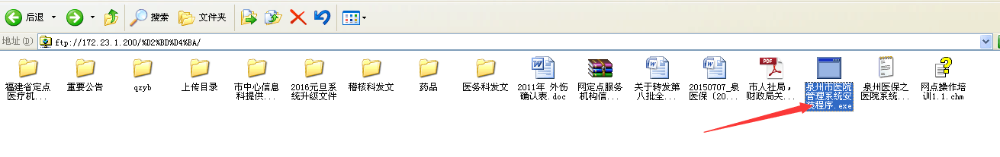 后退 搜索 文件夹
地址(D) ftp://172.23.1.200/%D2%BD%D4%BA/
福建省定点
医疗机...
重要公告
qzyb
上传目录
市中心信息
科提供...
2016元旦系
统升级文件
稽核科发文
药品
医务科发文
2011年 外伤
确认表.doc
网定点服务
机构信...
关于转发第
八批全...
20150707_泉
医保〔20...
市人社局,
财政局关...
泉州市医院
管理系统安
装程序.exe
泉州医保之
医院系统...
网点操作培
训1.1.chm